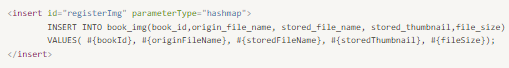 <insert id="registerImg" parameterType="hashmap">
INSERT INTO book_img(book_id,origin_file_name, stored_file_name, stored_thumbnail,file_size)
VALUES( #{bookId}, #{originFileName}, #{storedFileName}, #{storedThumbnail}, #{fileSize});
</insert>